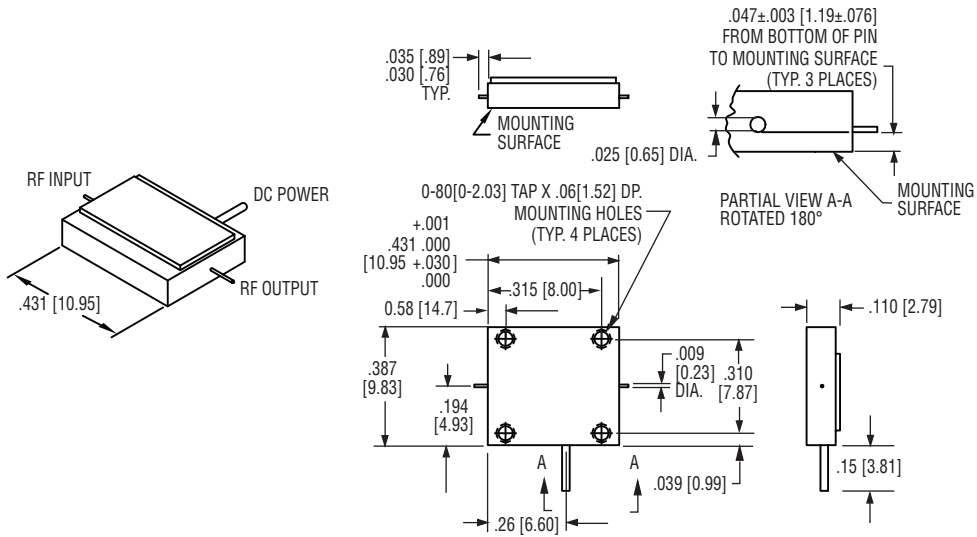 .035 [.89]
.030 [.76]
TYP.
MOUNTING
SURFACE
.047±.003 [1.19±.076]
FROM BOTTOM OF PIN
TO MOUNTING SURFACE
(TYP. 3 PLACES)
.025 [0.65] DIA.
PARTIAL VIEW A-A
ROTATED 180°
MOUNTING
SURFACE
RF INPUT
DC POWER
RF OUTPUT
.431 [10.95]
0-80[0-2.03] TAP X .06[1.52] DP.
MOUNTING HOLES
(TYP. 4 PLACES)
+.001
.431 .000
[10.95 +.030]
.000
.315 [8.00]
0.58 [14.7]
.387
[9.83]
.194
[4.93]
.009
[0.23]
DIA.
.310
[7.87]
.039 [0.99]
A
A
.26 [6.60]
.110 [2.79]
.15 [3.81]